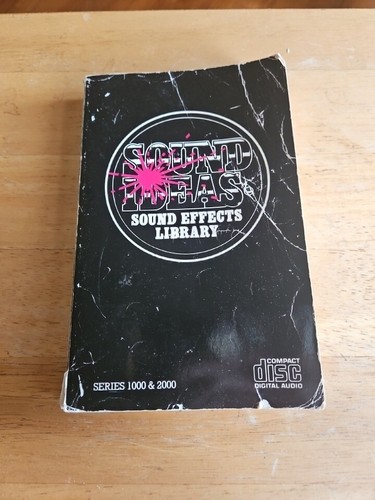 SOUND
IDEAS
SOUND EFFECTS
LIBRARY
SERIES 1000 & 2000
COMPACT
disc
DIGITAL AUDIO